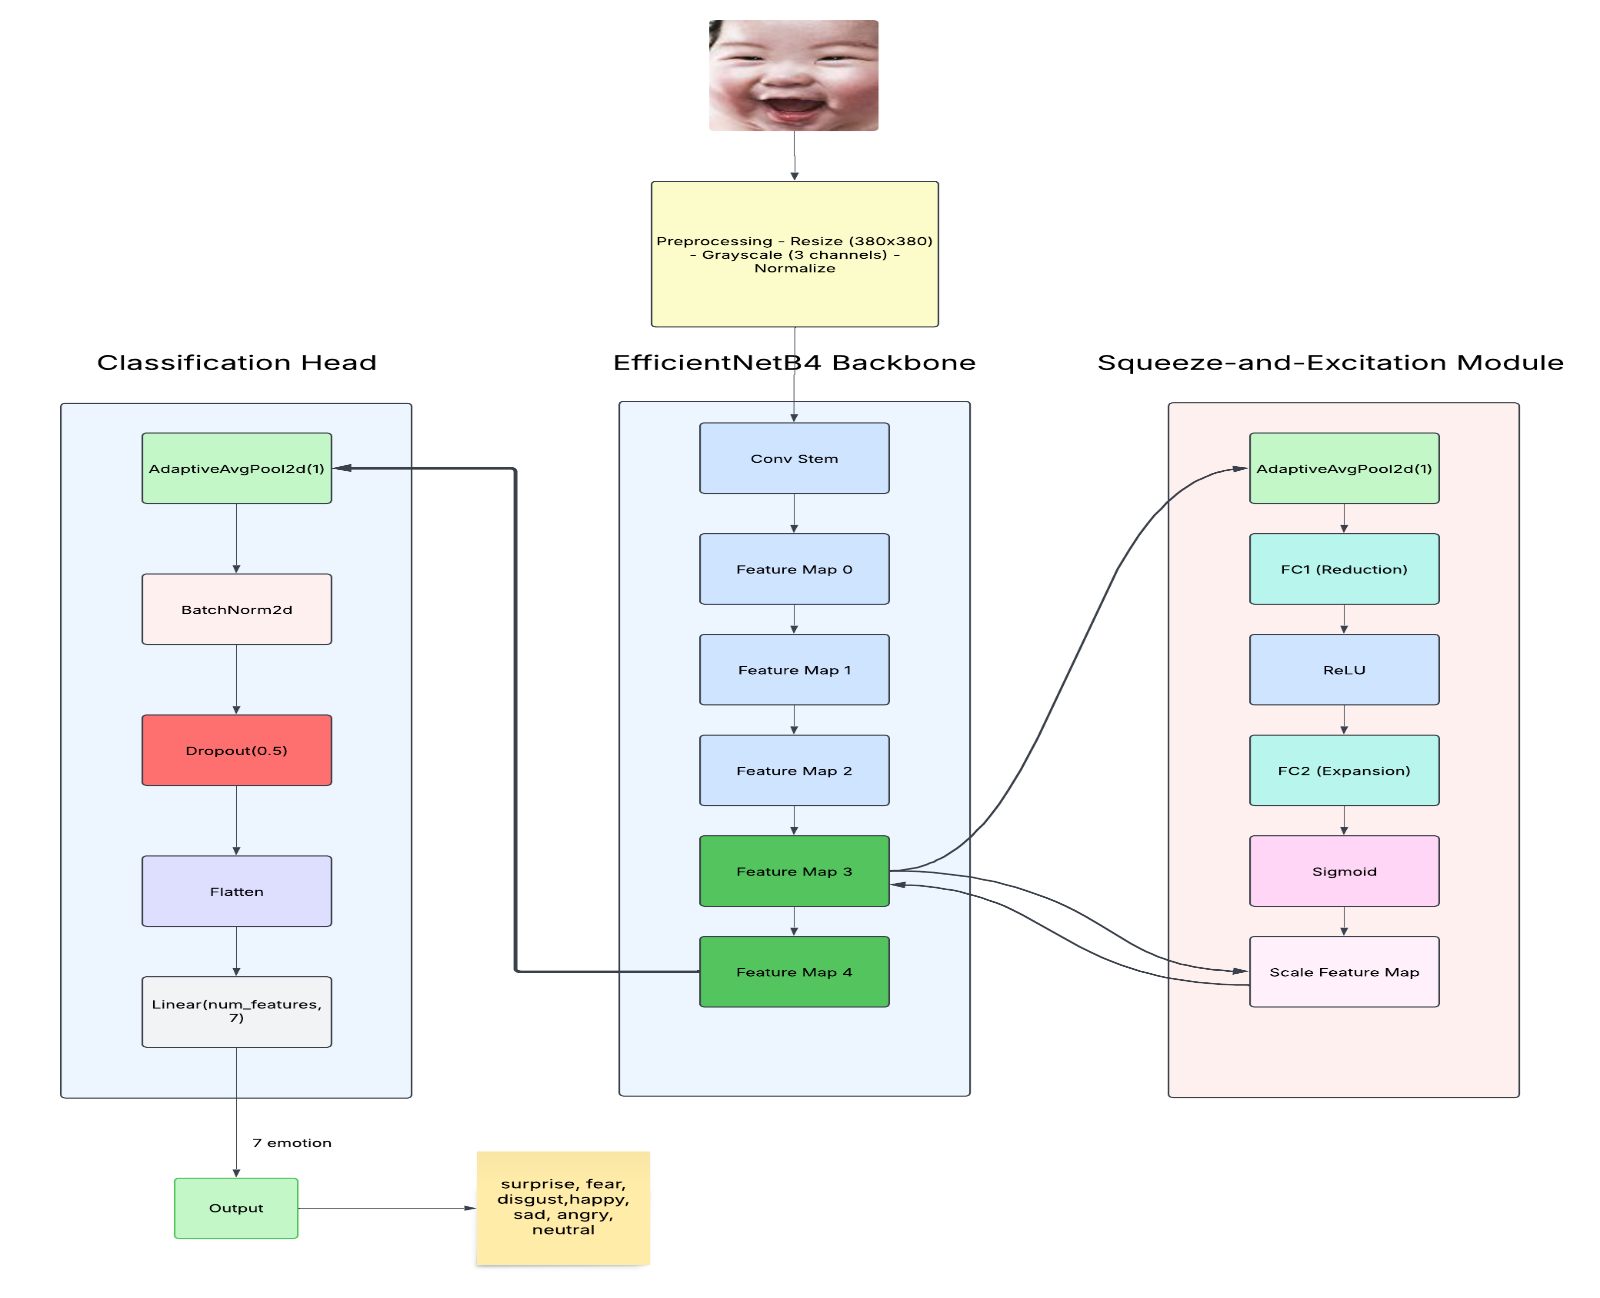 Preprocessing - Resize (380x380)
- Grayscale (3 channels) -
Normalize
Classification Head
AdaptiveAvgPool2d(1)
BatchNorm2d
Dropout(0.5)
Flatten
Linear(num_features,
7)
7 emotion
Output
surprise, fear,
disgust,happy,
sad, angry,
neutral
EfficientNetB4 Backbone
Conv Stem
Feature Map 0
Feature Map 1
Feature Map 2
Feature Map 3
Feature Map 4
Squeeze-and-Excitation Module
AdaptiveAvgPool2d(1)
FC1 (Reduction)
ReLU
FC2 (Expansion)
Sigmoid
Scale Feature Map